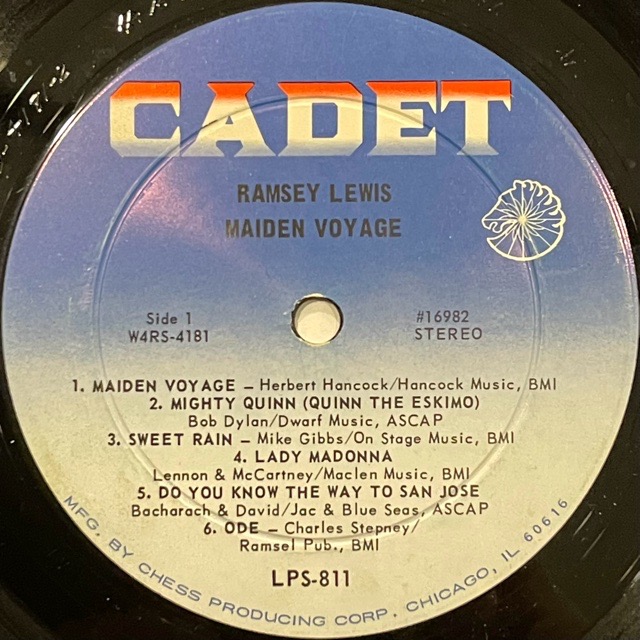 CADET
RAMSEY LEWIS
MAIDEN VOYAGE
Side 1
W4RS-4181
#16982
STEREO
1. MAIDEN VOYAGE – Herbert Hancock/Hancock Music, BMI
2. MIGHTY QUINN (QUINN THE ESKIMO)
Bob Dylan/Dwarf Music, ASCAP
3. SWEET RAIN – Mike Gibbs/On Stage Music, BMI
4. LADY MADONNA
Lennon & McCartney/Maclen Music, BMI
5. DO YOU KNOW THE WAY TO SAN JOSE
Bacharach & David/Jac & Blue Seas, ASCAP
6. ODE – Charles Stepney/
Ramsel Pub., BMI
LPS-811
MFG. BY CHESS PRODUCING CORP., CHICAGO, IL 60616